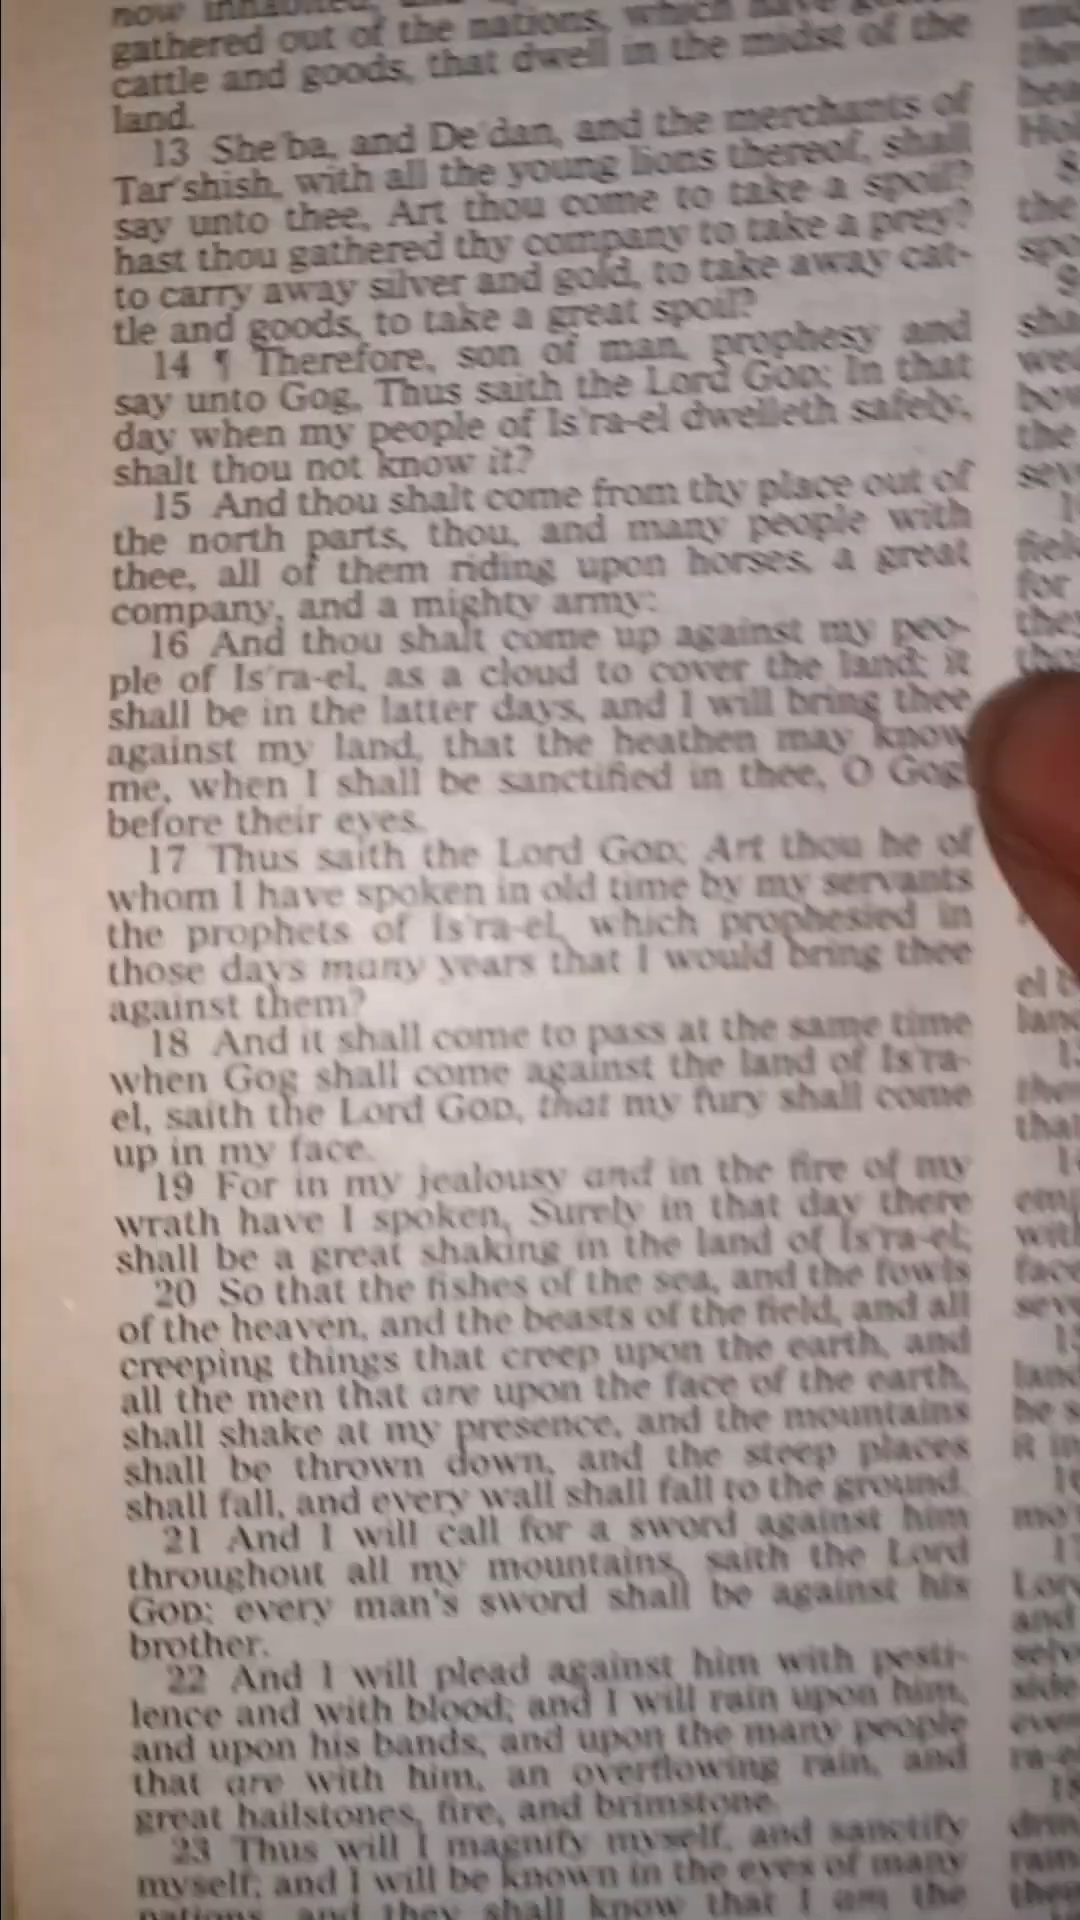 now inhabited,
gathered out of the nations, which have
cattle and goods, that dwell in the midst of the
land.
13 She'ba, and De'dan, and the merchants of
Tar'shish, with all the young lions thereof, shall
say unto thee, Art thou come to take a spoil?
hast thou gathered thy company to take a prey?
to carry away silver and gold, to take away cat-
tle and goods, to take a great spoil?
14 ¶ Therefore, son of man, prophesy and
say unto Gog, Thus saith the Lord GOD; In that
day when my people of Is'ra-el dwelleth safely,
shalt thou not know it?
15 And thou shalt come from thy place out of
the north parts, thou, and many people with
thee, all of them riding upon horses, a great
company, and a mighty army:
16 And thou shalt come up against my peo-
ple of Is'ra-el, as a cloud to cover the land; it
shall be in the latter days, and I will bring thee
against my land, that the heathen may know
me, when I shall be sanctified in thee, O Gog,
before their eyes.
17 Thus saith the Lord GOD; Art thou he of
whom I have spoken in old time by my servants
the prophets of Is'ra-el, which prophesied in
those days many years that I would bring thee
against them?
18 And it shall come to pass at the same time
when Gog shall come against the land of Is'ra-
el, saith the Lord GOD, that my fury shall come
up in my face.
19 For in my jealousy and in the fire of my
wrath have I spoken, Surely in that day there
shall be a great shaking in the land of Is'ra-el;
20 So that the fishes of the sea, and the fowls
of the heaven, and the beasts of the field, and all
creeping things that creep upon the earth, and
all the men that are upon the face of the earth,
shall shake at my presence, and the mountains
shall be thrown down, and the steep places
shall fall, and every wall shall fall to the ground.
21 And I will call for a sword against him
throughout all my mountains, saith the Lord
GOD: every man's sword shall be against his
brother.
22 And I will plead against him with pesti-
lence and with blood; and I will rain upon him,
and upon his bands, and upon the many people
that are with him, an overflowing rain, and
great hailstones, fire, and brimstone.
23 Thus will I magnify myself, and sanctify
myself; and I will be known in the eyes of many
nations, and they shall know that I am the